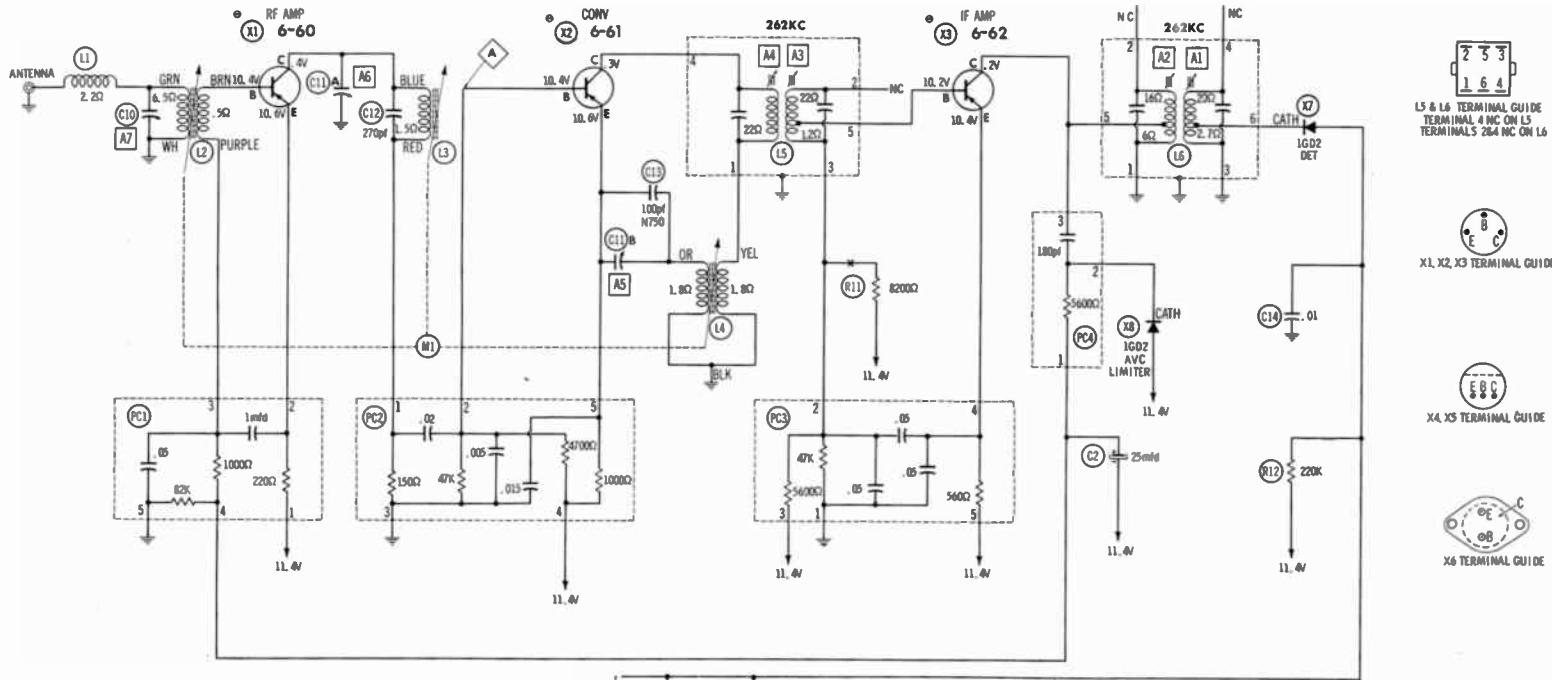 RF AMP
X1 6-60
CONV
X2 6-61
262KC
IF AMP
X3 6-62
NC
NC
262KC
2 5 3
1 6 4
L5 & L6 TERMINAL GUIDE
TERMINAL 4 NC ON L5
TERMINALS 2&4 NC ON L6
ANTENNA
L1
2.2Ω
C10
A7
GRN
6.5Ω
WH
L2
BRN
.5Ω
PURPLE
10.4V
B
C
.4V
10.6V
E
C11 A
A6
C12
270pf
BLUE
1.5Ω
RED
L3
A
10.4V
B
C
.3V
10.6V
E
4
A4
A3
22Ω
22Ω
1.2Ω
2
NC
5
L5
1
3
10.2V
B
C
.2V
10.4V
E
2
4
A2
A1
16Ω
23Ω
5
6Ω
2.7Ω
6
L6
1
3
CATH
X7
1GD2
DET
C13
100pf
N750
C11 B
A5
OR
YEL
1.8Ω
1.8Ω
L4
BLK
M1
R11
8200Ω
11.4V
3
180pf
2
5600Ω
PC4
1
CATH
X8
1GD2
AVC
LIMITER
11.4V
C14
.01
B
E C
X1, X2, X3 TERMINAL GUIDE
E B C
X4, X5 TERMINAL GUIDE
PC1
3
2
.1mfd
.05
1000Ω
220Ω
82K
5
4
1
11.4V
PC2
1
2
5
.02
.005
4700Ω
150Ω
47K
.015
1000Ω
3
4
11.4V
PC3
2
4
.05
47K
.05
.05
5600Ω
560Ω
3
1
5
11.4V
11.4V
C2
25mfd
11.4V
R12
220K
11.4V
C
E
B
X6 TERMINAL GUIDE